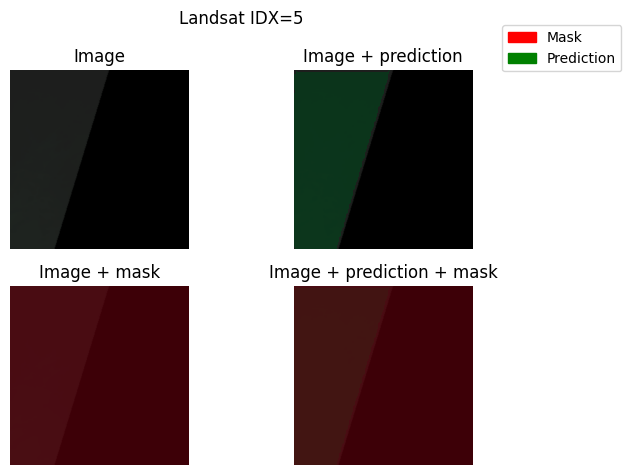 Landsat IDX=5
Mask
Prediction
Image
Image + prediction
Image + mask
Image + prediction + mask